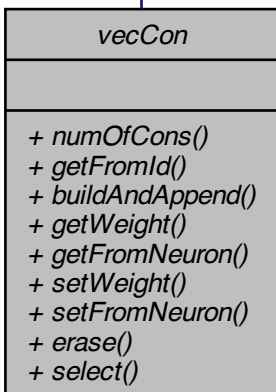 vecCon
+ numOfCons()
+ getFromId()
+ buildAndAppend()
+ getWeight()
+ getFromNeuron()
+ setWeight()
+ setFromNeuron()
+ erase()
+ select()